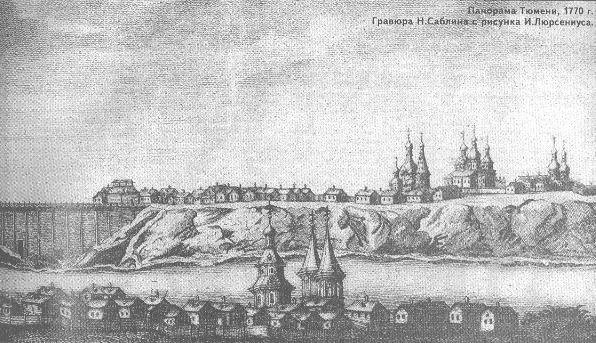 Панорама Тюмени, 1770 г.
Гравюра Н.Саблина с рисунка И.Люрсениуса.